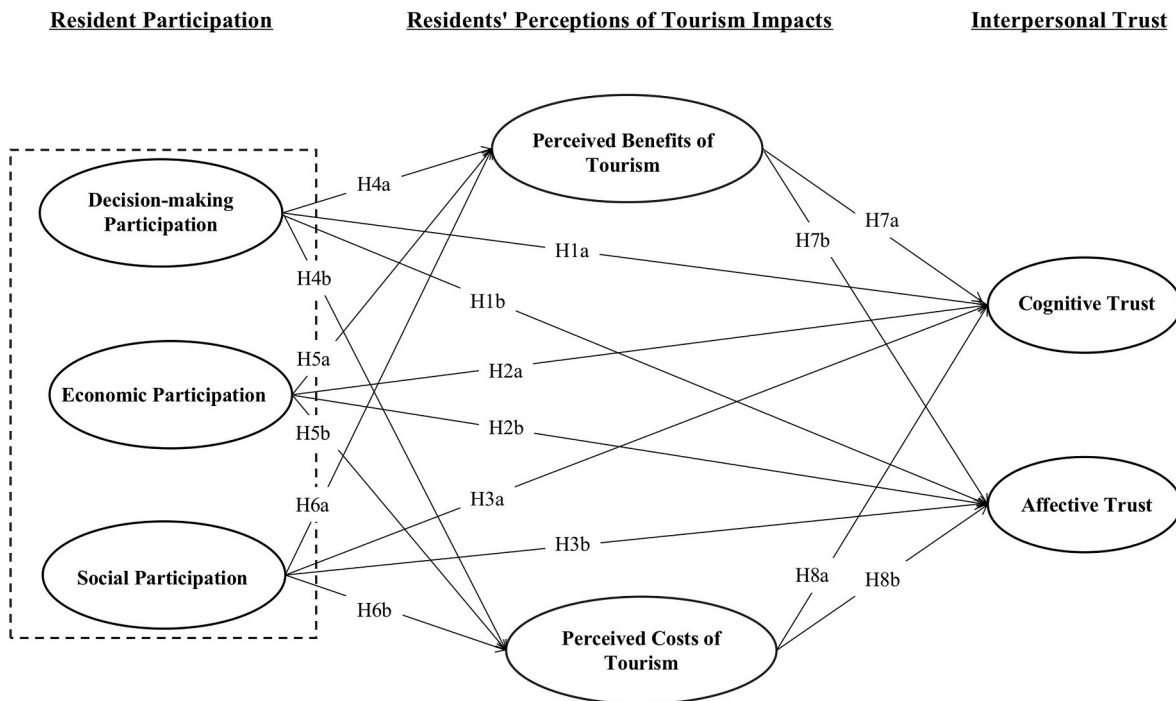 Resident Participation
Residents' Perceptions of Tourism Impacts
Interpersonal Trust
Perceived Benefits of
Tourism
Decision-making
Participation
H4a
H7a
H7b
H1a
H4b
Cognitive Trust
H1b
H5a
H2a
Economic Participation
H2b
H5b
H6a
H3a
Affective Trust
H3b
Social Participation
H8a
H8b
H6b
Perceived Costs of
Tourism